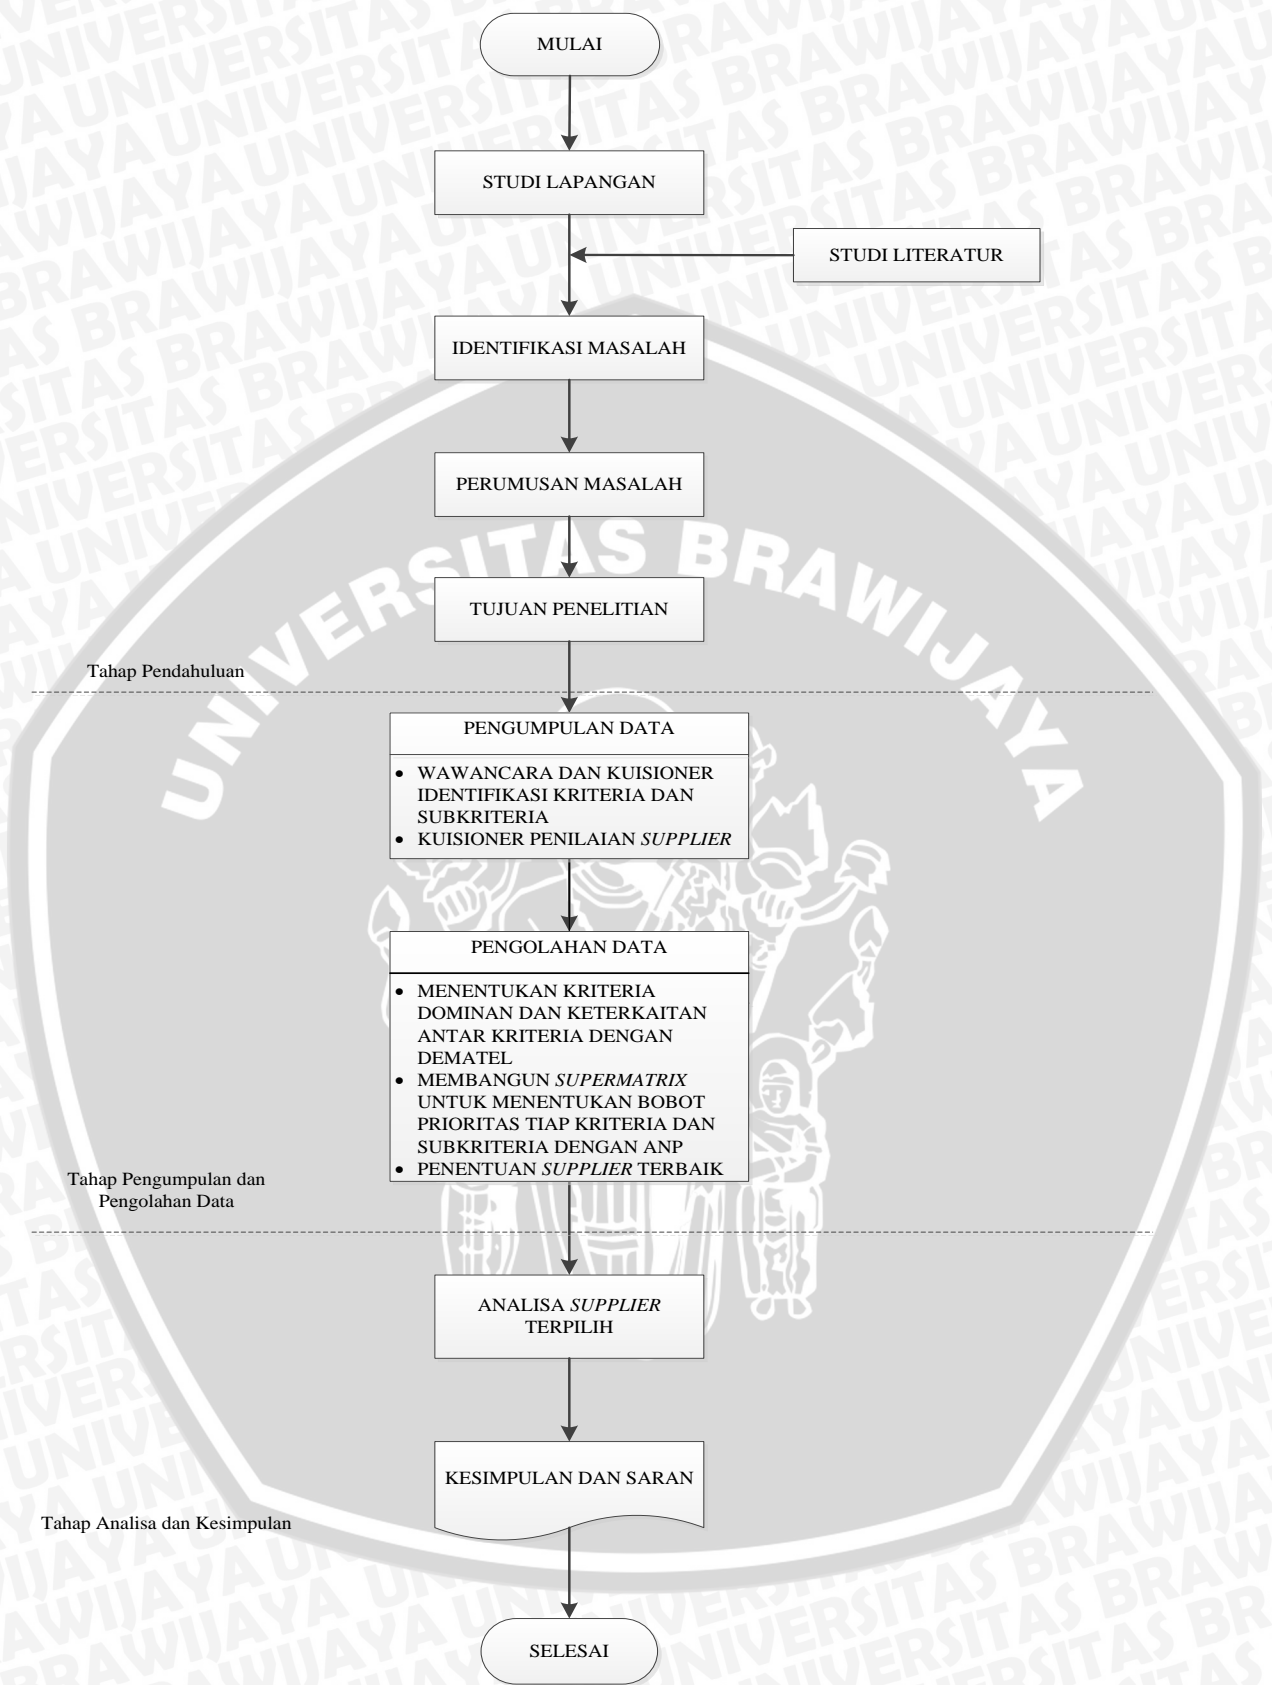 MULAI
STUDI LAPANGAN
STUDI LITERATUR
IDENTIFIKASI MASALAH
PERUMUSAN MASALAH
UNIVERSITAS BRAWIJAYA
TUJUAN PENELITIAN
Tahap Pendahuluan
PENGUMPULAN DATA
• WAWANCARA DAN KUISIONER
IDENTIFIKASI KRITERIA DAN
SUBKRITERIA
• KUISIONER PENILAIAN SUPPLIER
PENGOLAHAN DATA
• MENENTUKAN KRITERIA
DOMINAN DAN KETERKAITAN
ANTAR KRITERIA DENGAN
DEMATEL
• MEMBANGUN SUPERMATRIX
UNTUK MENENTUKAN BOBOT
PRIORITAS TIAP KRITERIA DAN
SUBKRITERIA DENGAN ANP
• PENENTUAN SUPPLIER TERBAIK
Tahap Pengumpulan dan
Pengolahan Data
ANALISA SUPPLIER
TERPILIH
KESIMPULAN DAN SARAN
Tahap Analisa dan Kesimpulan
SELESAI